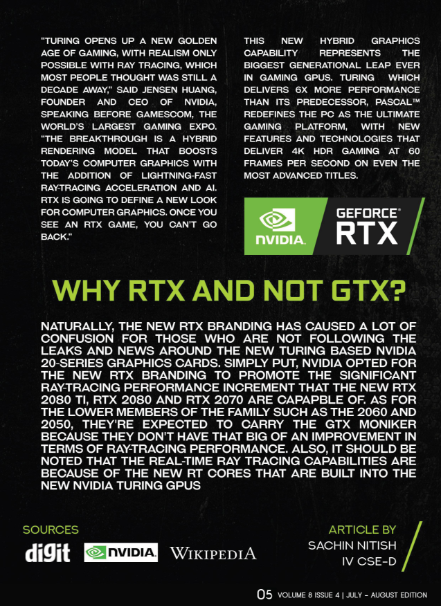 "TURING OPENS UP A NEW GOLDEN
AGE OF GAMING, WITH REALISM ONLY
POSSIBLE WITH RAY TRACING, WHICH
MOST PEOPLE THOUGHT WAS STILL A
DECADE AWAY," SAID JENSEN HUANG,
FOUNDER AND CEO OF NVIDIA,
SPEAKING BEFORE GAMESCOM, THE
WORLD'S LARGEST GAMING EXPO.
"THE BREAKTHROUGH IS A HYBRID
RENDERING MODEL THAT BOOSTS
TODAY'S COMPUTER GRAPHICS WITH
THE ADDITION OF LIGHTNING-FAST
RAY-TRACING ACCELERATION AND AI.
RTX IS GOING TO DEFINE A NEW LOOK
FOR COMPUTER GRAPHICS. ONCE YOU
SEE AN RTX GAME, YOU CAN'T GO
BACK."
THIS NEW HYBRID GRAPHICS
CAPABILITY REPRESENTS THE
BIGGEST GENERATIONAL LEAP EVER
IN GAMING GPUS. TURING WHICH
DELIVERS 6X MORE PERFORMANCE
THAN ITS PREDECESSOR, PASCAL™
REDEFINES THE PC AS THE ULTIMATE
GAMING PLATFORM, WITH NEW
FEATURES AND TECHNOLOGIES THAT
DELIVER 4K HDR GAMING AT 60
FRAMES PER SECOND ON EVEN THE
MOST ADVANCED TITLES.
NVIDIA.
GEFORCE®
RTX
WHY RTX AND NOT GTX?
NATURALLY, THE NEW RTX BRANDING HAS CAUSED A LOT OF
CONFUSION FOR THOSE WHO ARE NOT FOLLOWING THE
LEAKS AND NEWS AROUND THE NEW TURING BASED NVIDIA
20-SERIES GRAPHICS CARDS. SIMPLY PUT, NVIDIA OPTED FOR
THE NEW RTX BRANDING TO PROMOTE THE SIGNIFICANT
RAY-TRACING PERFORMANCE INCREMENT THAT THE NEW RTX
2080 TI, RTX 2080 AND RTX 2070 ARE CAPAPBLE OF. AS FOR
THE LOWER MEMBERS OF THE FAMILY SUCH AS THE 2060 AND
2050, THEY'RE EXPECTED TO CARRY THE GTX MONIKER
BECAUSE THEY DON'T HAVE THAT BIG OF AN IMPROVEMENT IN
TERMS OF RAY-TRACING PERFORMANCE. ALSO, IT SHOULD BE
NOTED THAT THE REAL-TIME RAY TRACING CAPABILITIES ARE
BECAUSE OF THE NEW RT CORES THAT ARE BUILT INTO THE
NEW NVIDIA TURING GPUS
SOURCES
digit NVIDIA. WIKIPEDIA
ARTICLE BY
SACHIN NITISH
IV CSE-D
05 VOLUME 8 ISSUE 4 | JULY - AUGUST EDITION